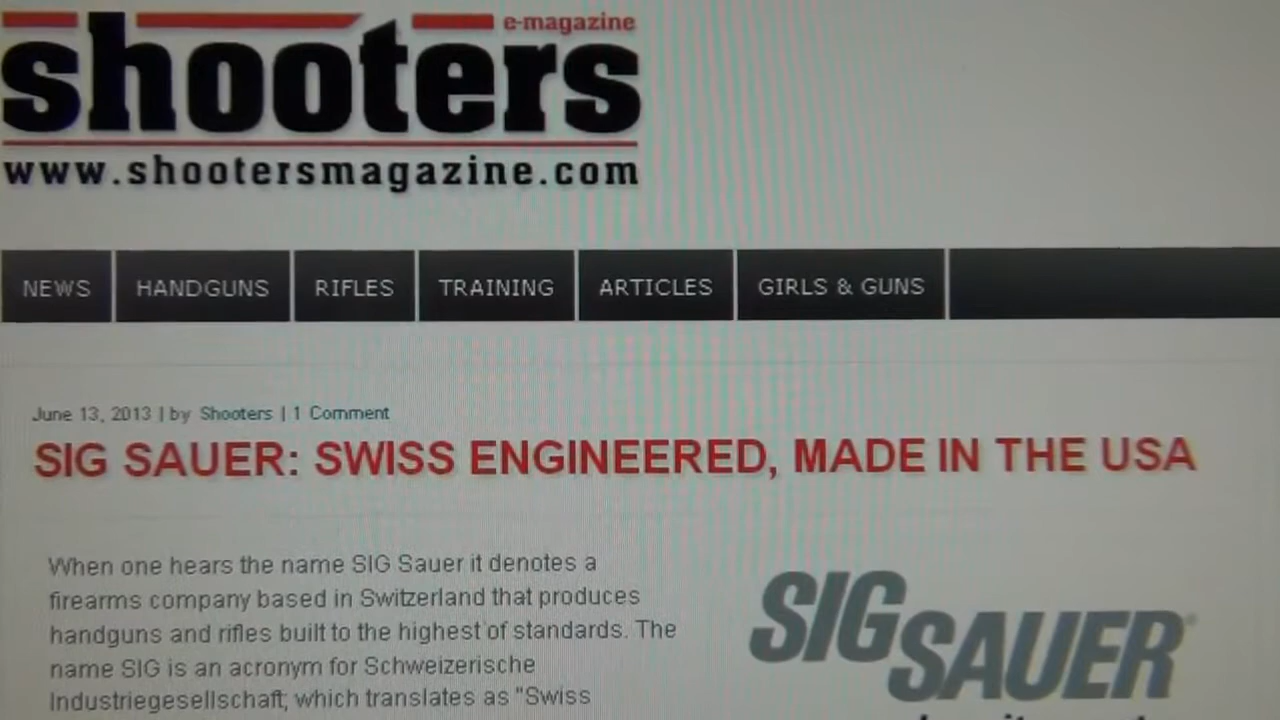 e-magazine
shooters
www.shootersmagazine.com
NEWS HANDGUNS RIFLES TRAINING ARTICLES GIRLS & GUNS
June 13, 2013 | by Shooters | 1 Comment
SIG SAUER: SWISS ENGINEERED, MADE IN THE USA
When one hears the name SIG Sauer it denotes a
firearms company based in Switzerland that produces
handguns and rifles built to the highest of standards. The
name SIG is an acronym for Schweizerische
Industriegesellschaft, which translates as "Swiss
SIG SAUER®